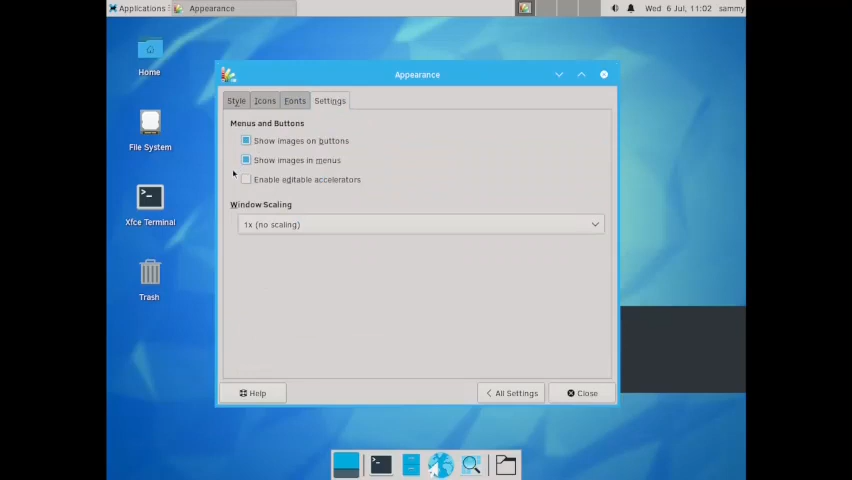 Applications
Appearance
Wed 6 Jul, 11:02
sammy
Home
File System
Xfce Terminal
Trash
Appearance
Style
Icons
Fonts
Settings
Menus and Buttons
Show images on buttons
Show images in menus
Enable editable accelerators
Window Scaling
1x (no scaling)
Help
All Settings
Close